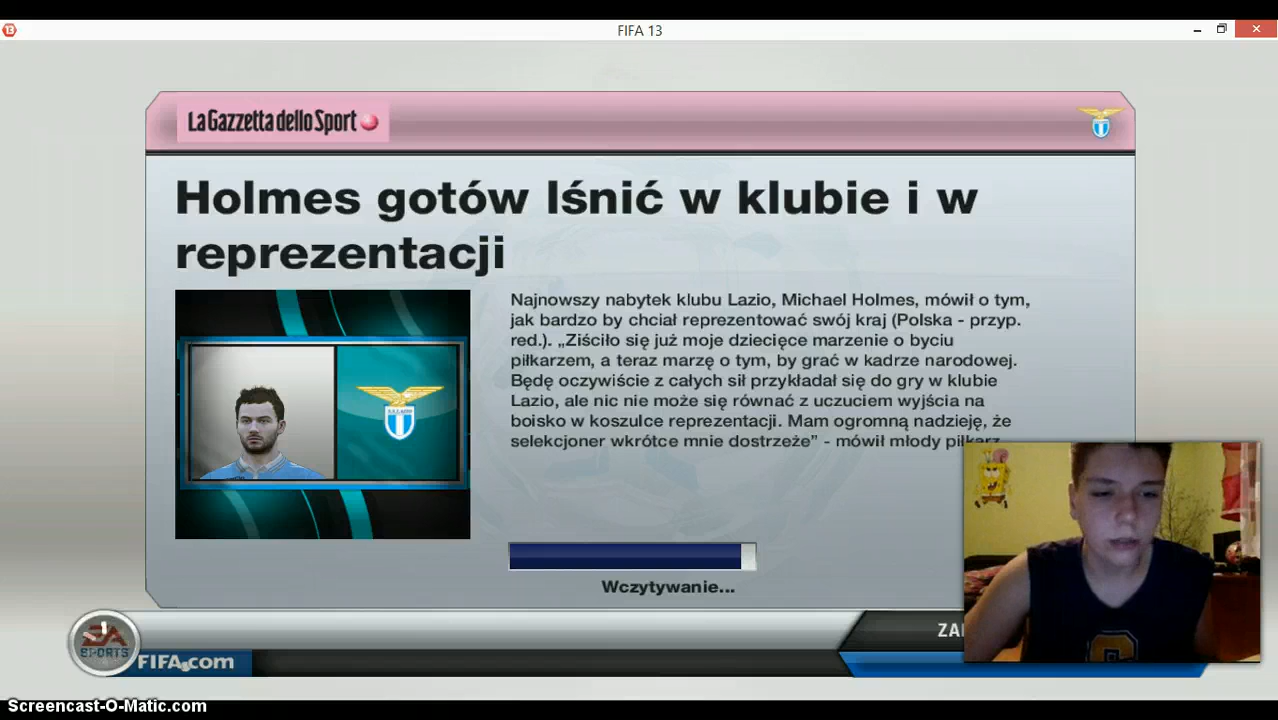 13
FIFA 13
La Gazzetta dello Sport
Holmes gotów lśnić w klubie i w
reprezentacji
Najnowszy nabytek klubu Lazio, Michael Holmes, mówił o tym,
jak bardzo by chciał reprezentować swój kraj (Polska - przyp.
red.). „Ziściło się już moje dziecięce marzenie o byciu
piłkarzem, a teraz marzę o tym, by grać w kadrze narodowej.
Będę oczywiście z całych sił przykładał się do gry w klubie
Lazio, ale nic nie może się równać z uczuciem wyjścia na
boisko w koszulce reprezentacji. Mam ogromną nadzieję, że
selekcjoner wkrótce mnie dostrzeże” - mówił młody piłkarz
Wczytywanie...
EA
SPORTS
FIFA.com
Screencast-O-Matic.com